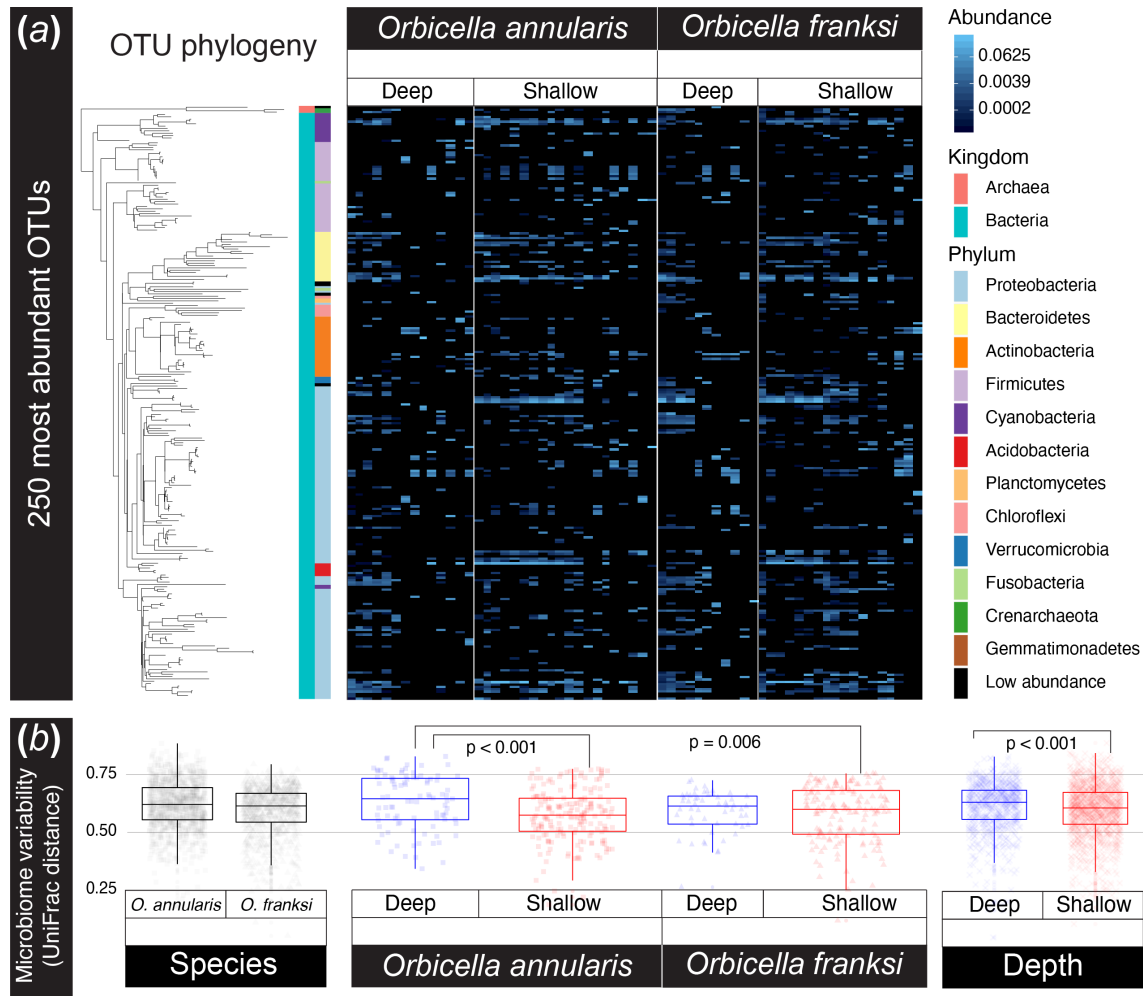 (a)
OTU phylogeny
250 most abundant OTUs
Orbicella annularis
Orbicella franksi
Deep
Shallow
Deep
Shallow
Abundance
0.0625
0.0039
0.0002
Kingdom
Archaea
Bacteria
Phylum
Proteobacteria
Bacteroidetes
Actinobacteria
Firmicutes
Cyanobacteria
Acidobacteria
Planctomycetes
Chloroflexi
Verrucomicrobia
Fusobacteria
Crenarchaeota
Gemmatimonadetes
Low abundance
(b)
Microbiome variability
(UniFrac distance)
0.75
0.50
0.25
p < 0.001
p = 0.006
p < 0.001
O. annularis
O. franksi
Species
Deep
Shallow
Deep
Shallow
Orbicella annularis
Orbicella franksi
Deep
Shallow
Depth